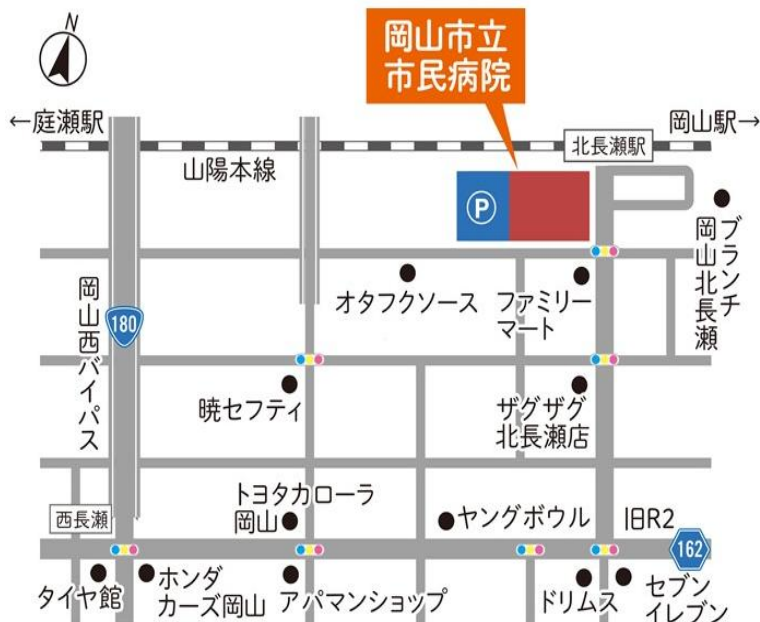 N
岡山市立
市民病院
←庭瀬駅
岡山駅→
北長瀬駅
山陽本線
P
ブランチ
岡山北長瀬
オタフクソース
ファミリー
マート
岡山西バイパス
180
暁セフティ
ザグザグ
北長瀬店
トヨタカローラ
岡山
西長瀬
ヤングボウル
旧R2
162
タイヤ館
ホンダ
カーズ岡山
アパマンショップ
ドリムス
セブン
イレブン